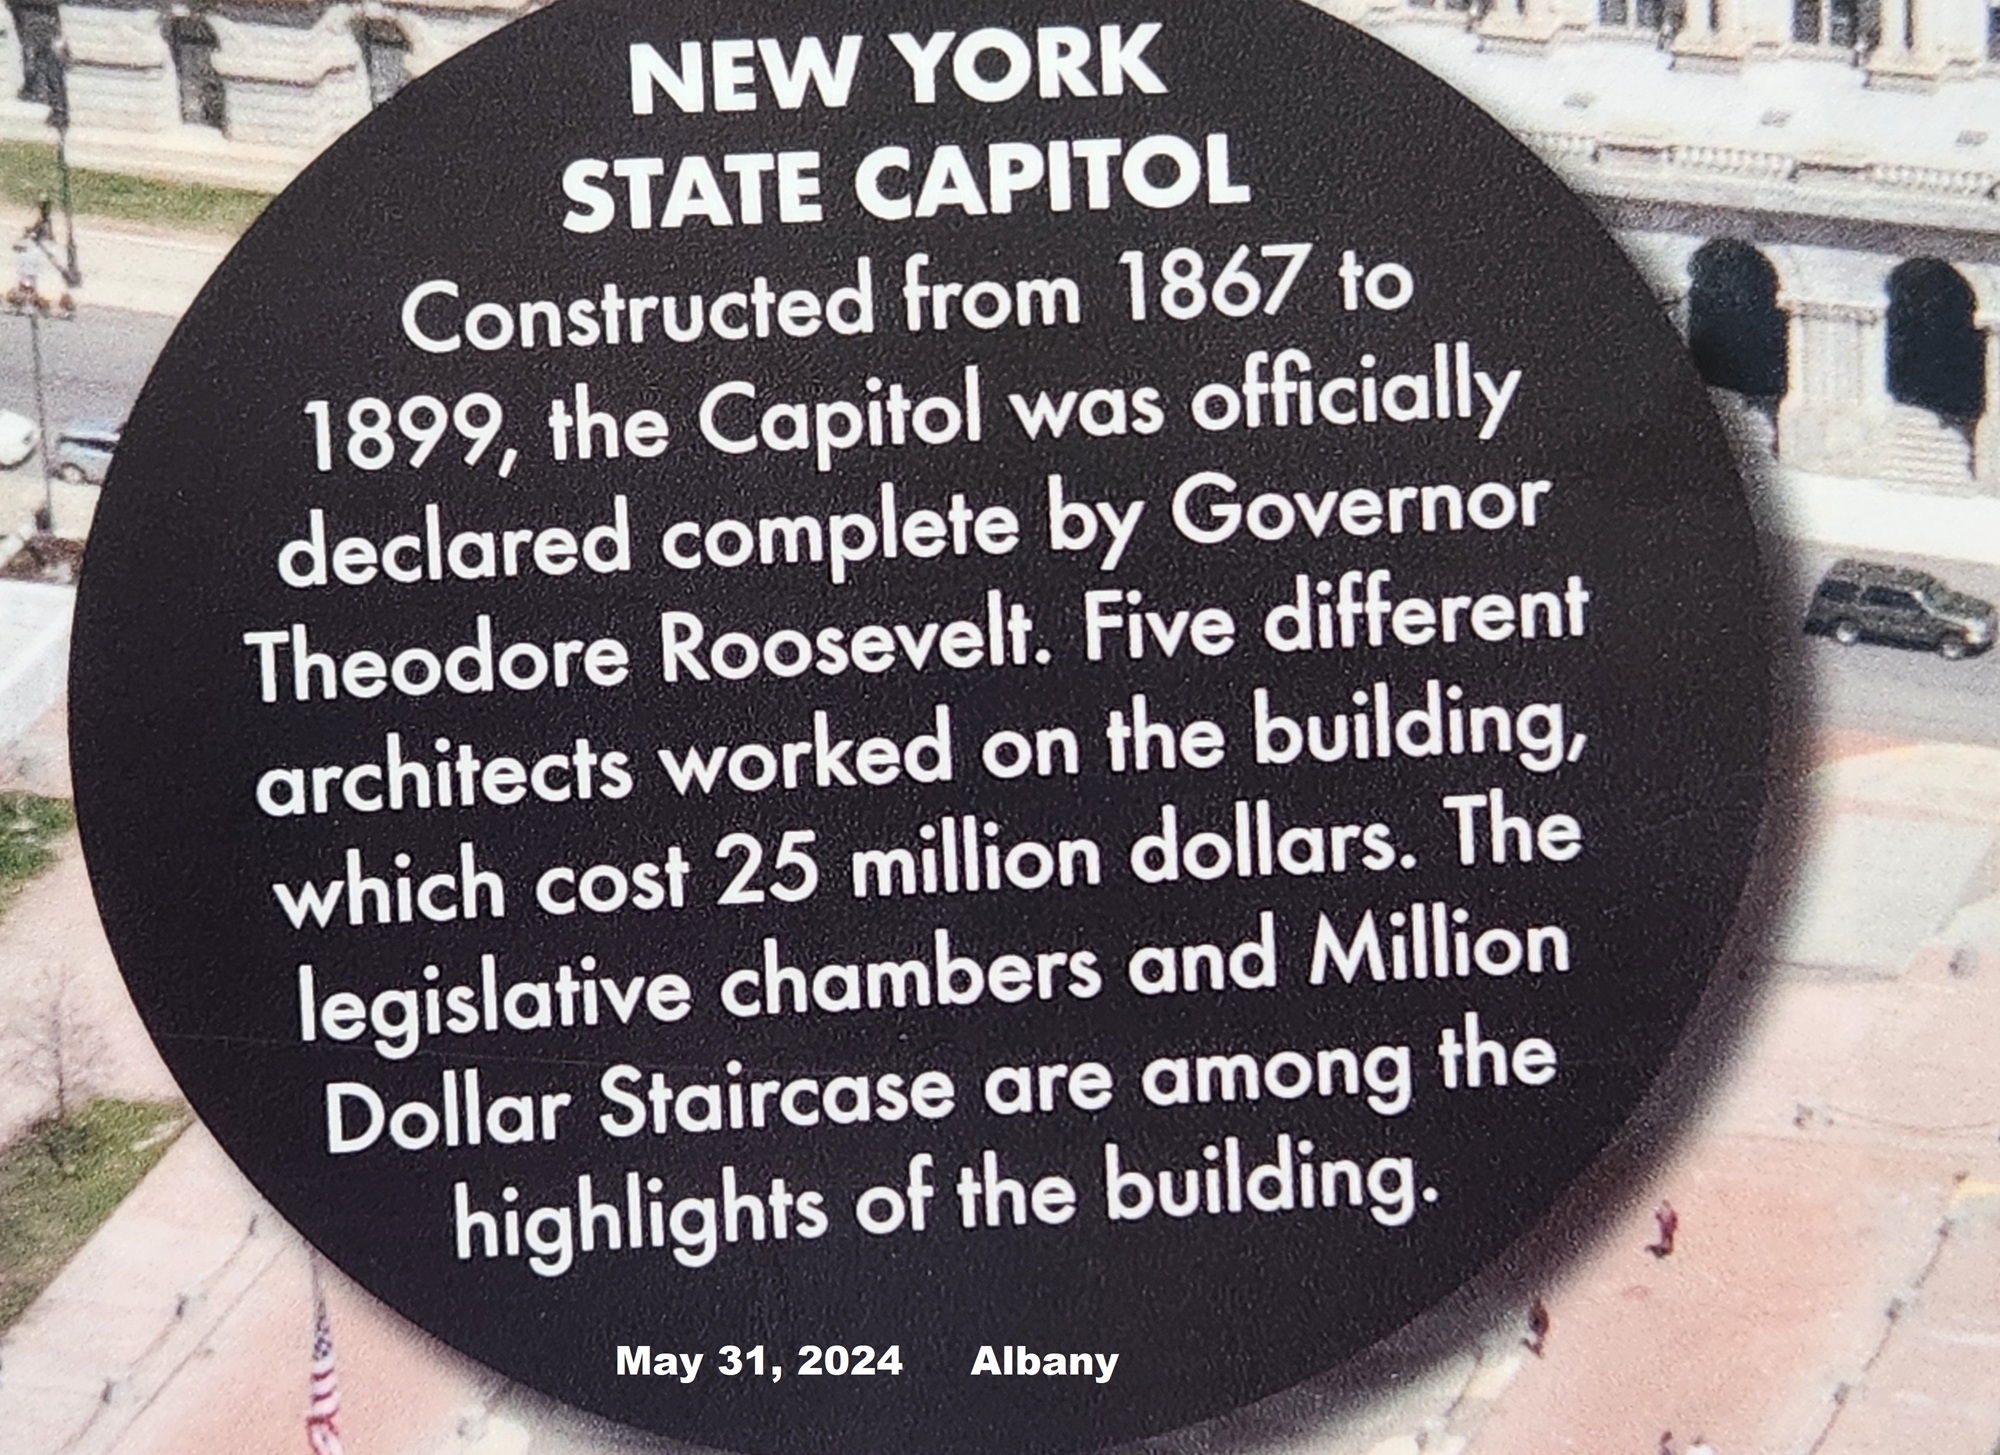 NEW YORK
STATE CAPITOL
Constructed from 1867 to
1899, the Capitol was officially
declared complete by Governor
Theodore Roosevelt. Five different
architects worked on the building,
which cost 25 million dollars. The
legislative chambers and Million
Dollar Staircase are among the
highlights of the building.
May 31, 2024 Albany